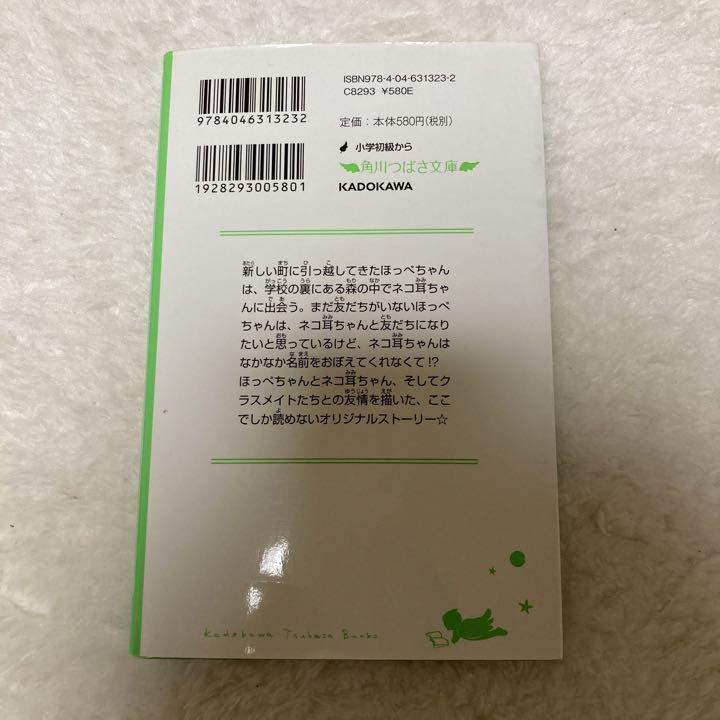 ISBN978-4-04-631323-2
C8293 ¥580E
9784046313232
定価:本体580円(税別)
小学初級から
角川つばさ文庫
KADOKAWA
1928293005801
新しい町に引っ越してきたほっぺちゃん
は、学校の裏にある森の中でネコ耳ちゃ
んに出会う。まだ友だちがいないほっぺ
ちゃんは、ネコ耳ちゃんと友だちになり
たいと思っているけど、ネコ耳ちゃんは
なかなか名前をおぼえてくれなくて!?
ほっぺちゃんとネコ耳ちゃん、そしてク
ラスメイトたちとの友情を描いた、ここ
でしか読めないオリジナルストーリー☆
Kadokawa Tsubasa Bunko